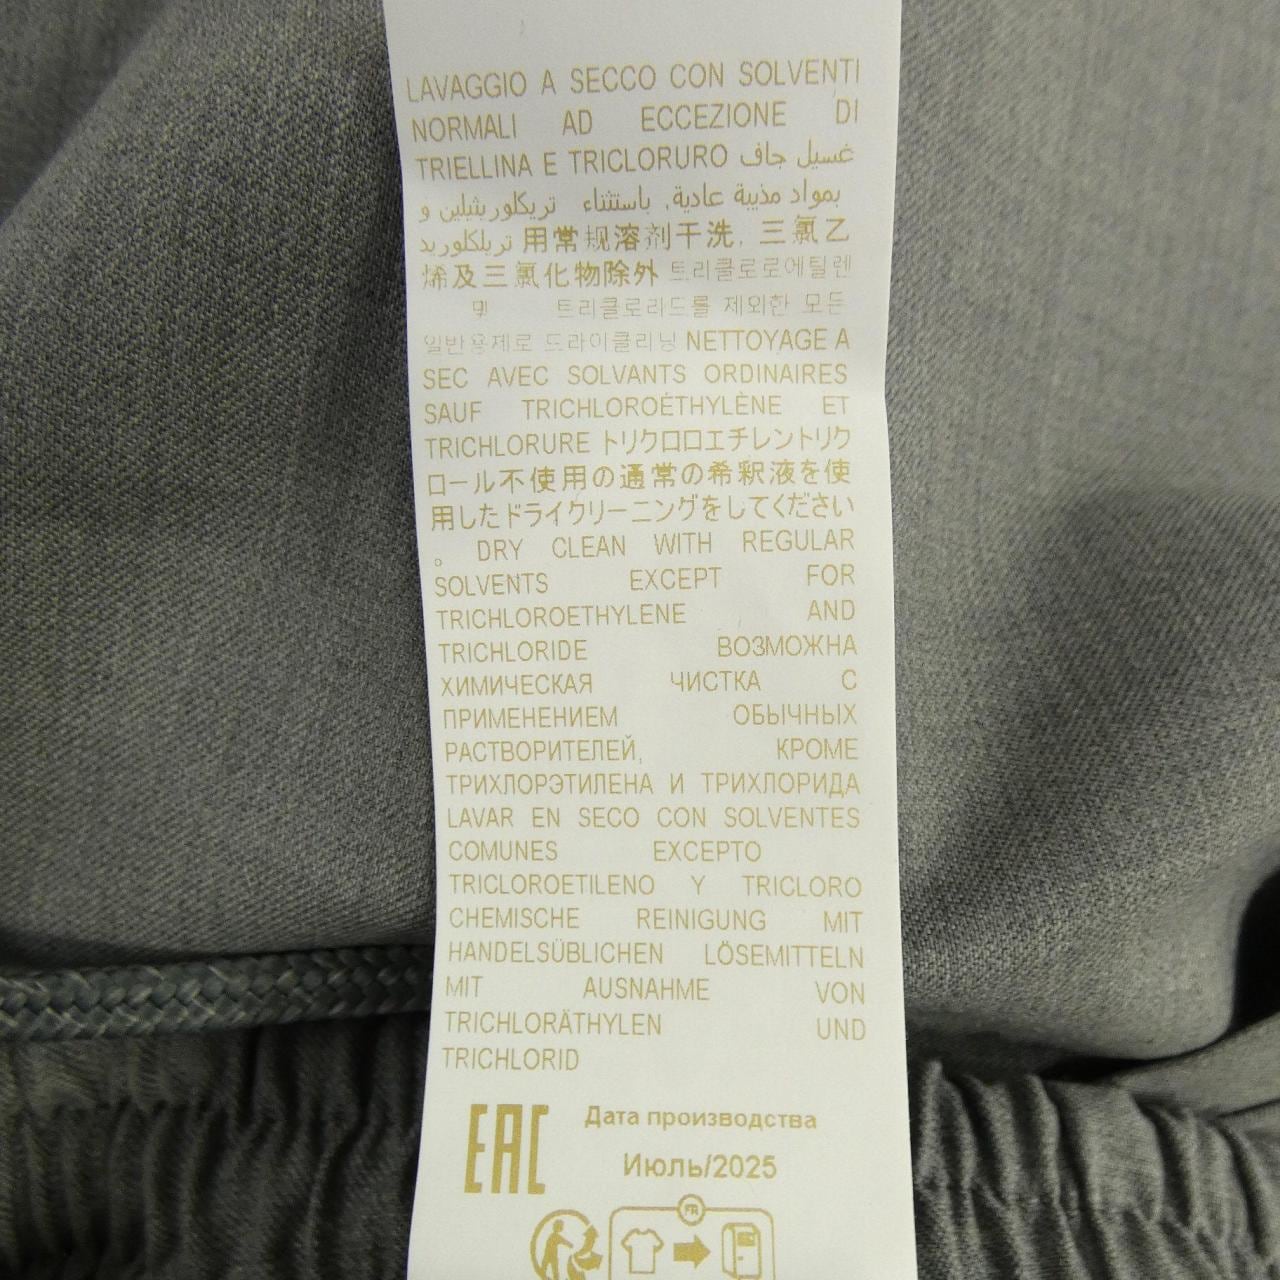 LAVAGGIO A SECCO CON SOLVENTI
NORMALI AD ECCEZIONE DI
TRIELLINA E TRICLORURO غسيل جاف
بمواد مذيبة عادية, باستثناء تريكلوريثيلين و
تريلكلوريد 用常规溶剂干洗, 三氯乙
烯及三氯化物除外 트리클로로에틸렌
및 트리클로리드를 제외한 모든
일반용제로 드라이클리닝 NETTOYAGE A
SEC AVEC SOLVANTS ORDINAIRES
SAUF TRICHLOROÉTHYLÈNE ET
TRICHLORURE トリクロロエチレントリク
ロール不使用の通常の希釈液を使
用したドライクリーニングをしてください
。 DRY CLEAN WITH REGULAR
SOLVENTS EXCEPT FOR
TRICHLOROETHYLENE AND
TRICHLORIDE ВОЗМОЖНА
ХИМИЧЕСКАЯ ЧИСТКА С
ПРИМЕНЕНИЕМ ОБЫЧНЫХ
РАСТВОРИТЕЛЕЙ, КРОМЕ
ТРИХЛОРЭТИЛЕНА И ТРИХЛОРИДА
LAVAR EN SECO CON SOLVENTES
COMUNES EXCEPTO
TRICLOROETILENO Y TRICLORO
CHEMISCHE REINIGUNG MIT
HANDELSÜBLICHEN LÖSEMITTELN
MIT AUSNAHME VON
TRICHLORÄTHYLEN UND
TRICHLORID
EAC Дата производства
Июль/2025
FR